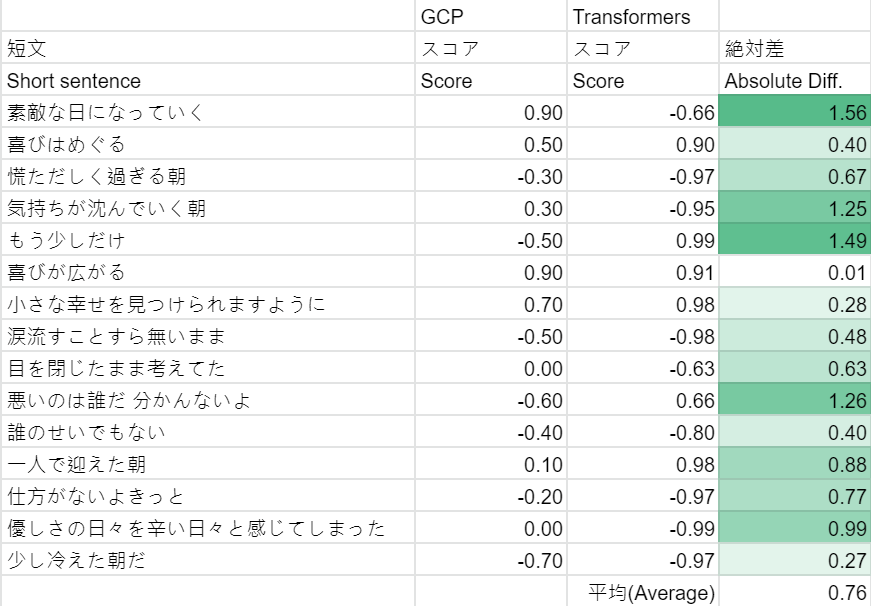 GCP Transformers
短文 スコア スコア 絶対差
Short sentence Score Score Absolute Diff.
素敵な日になっていく 0.90 -0.66 1.56
喜びはめぐる 0.50 0.90 0.40
慌ただしく過ぎる朝 -0.30 -0.97 0.67
気持ちが沈んでいく朝 0.30 -0.95 1.25
もう少しだけ -0.50 0.99 1.49
喜びが広がる 0.90 0.91 0.01
小さな幸せを見つけられますように 0.70 0.98 0.28
涙流すことすら無いまま -0.50 -0.98 0.48
目を閉じたまま考えてた 0.00 -0.63 0.63
悪いのは誰だ 分かんないよ -0.60 0.66 1.26
誰のせいでもない -0.40 -0.80 0.40
一人で迎えた朝 0.10 0.98 0.88
仕方がないよきっと -0.20 -0.97 0.77
優しさの日々を辛い日々と感じてしまった 0.00 -0.99 0.99
少し冷えた朝だ -0.70 -0.97 0.27
平均(Average) 0.76